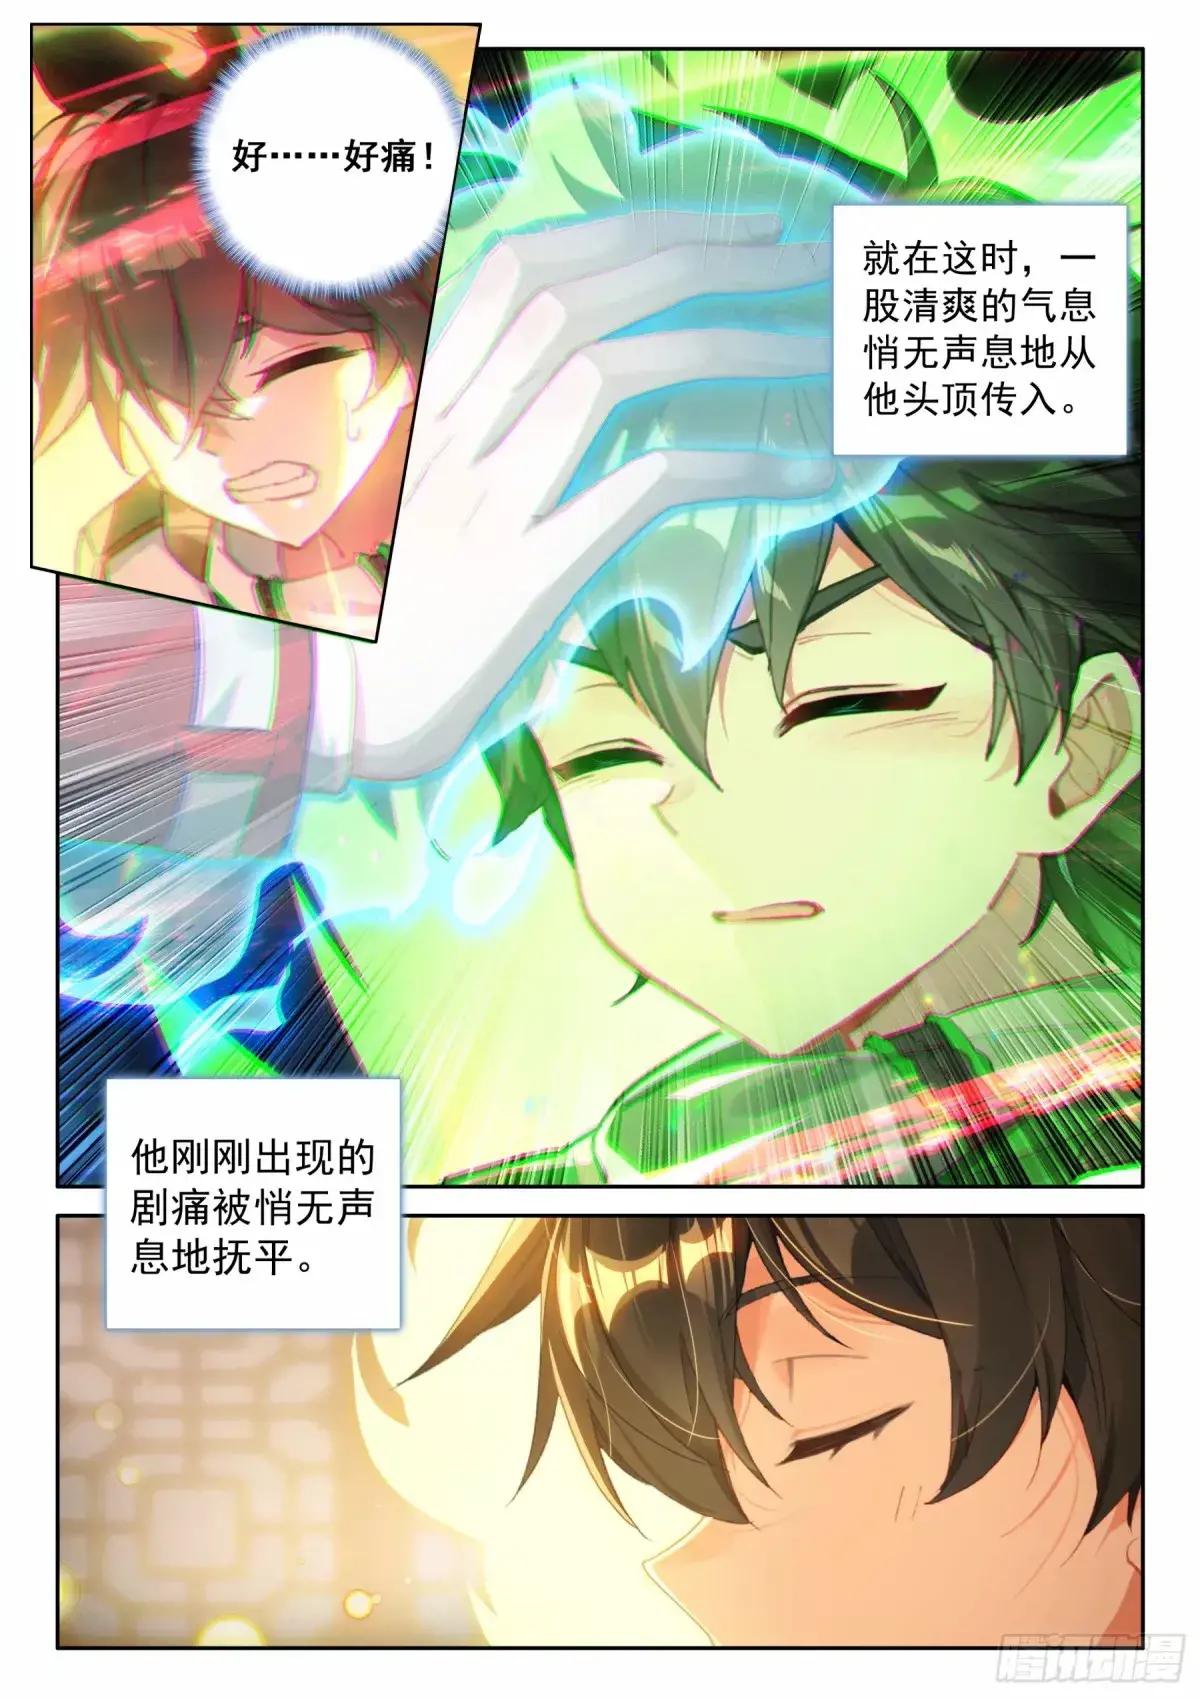 好……好痛！
就在这时，一
股清爽的气息
悄无声息地从
他头顶传入。
他刚刚出现的
剧痛被悄无声
息地抚平。
腾讯动漫